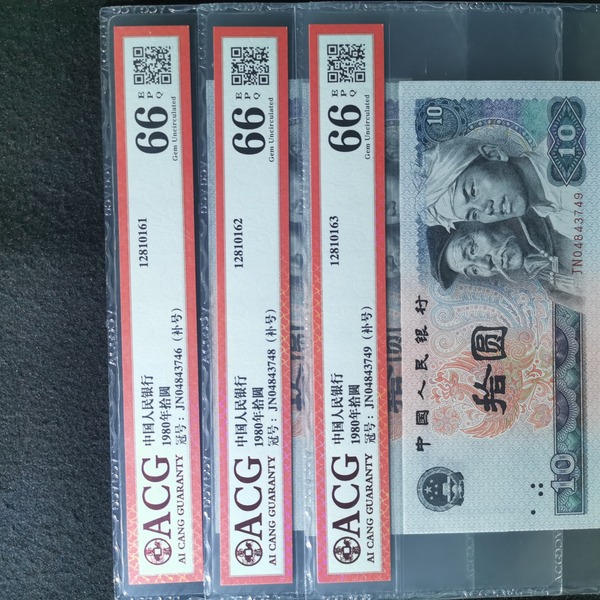 ACG
AI CANG GUARANTY
中国人民银行
1980年拾圆
冠号：JN04843746（补号）
12810161
66
EPQ
Gem Uncirculated
ACG
AI CANG GUARANTY
中国人民银行
1980年拾圆
冠号：JN04843748（补号）
12810162
66
EPQ
Gem Uncirculated
ACG
AI CANG GUARANTY
中国人民银行
1980年拾圆
冠号：JN04843749（补号）
12810163
66
EPQ
Gem Uncirculated
中国人民银行
拾圆
10
JN04843749
10
10